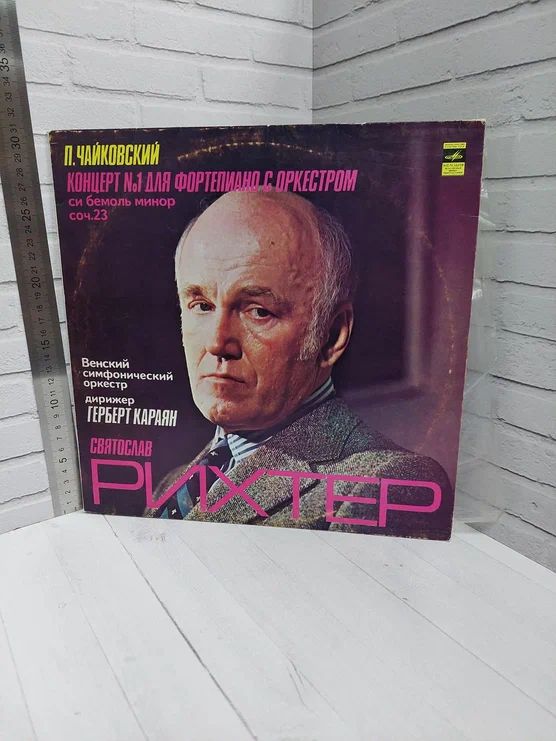 П. ЧАЙКОВСКИЙ
КОНЦЕРТ №1 ДЛЯ ФОРТЕПИАНО С ОРКЕСТРОМ
си бемоль минор
соч.23
Венский
симфонический
оркестр
дирижер
ГЕРБЕРТ КАРАЯН
СВЯТОСЛАВ
РИХТЕР